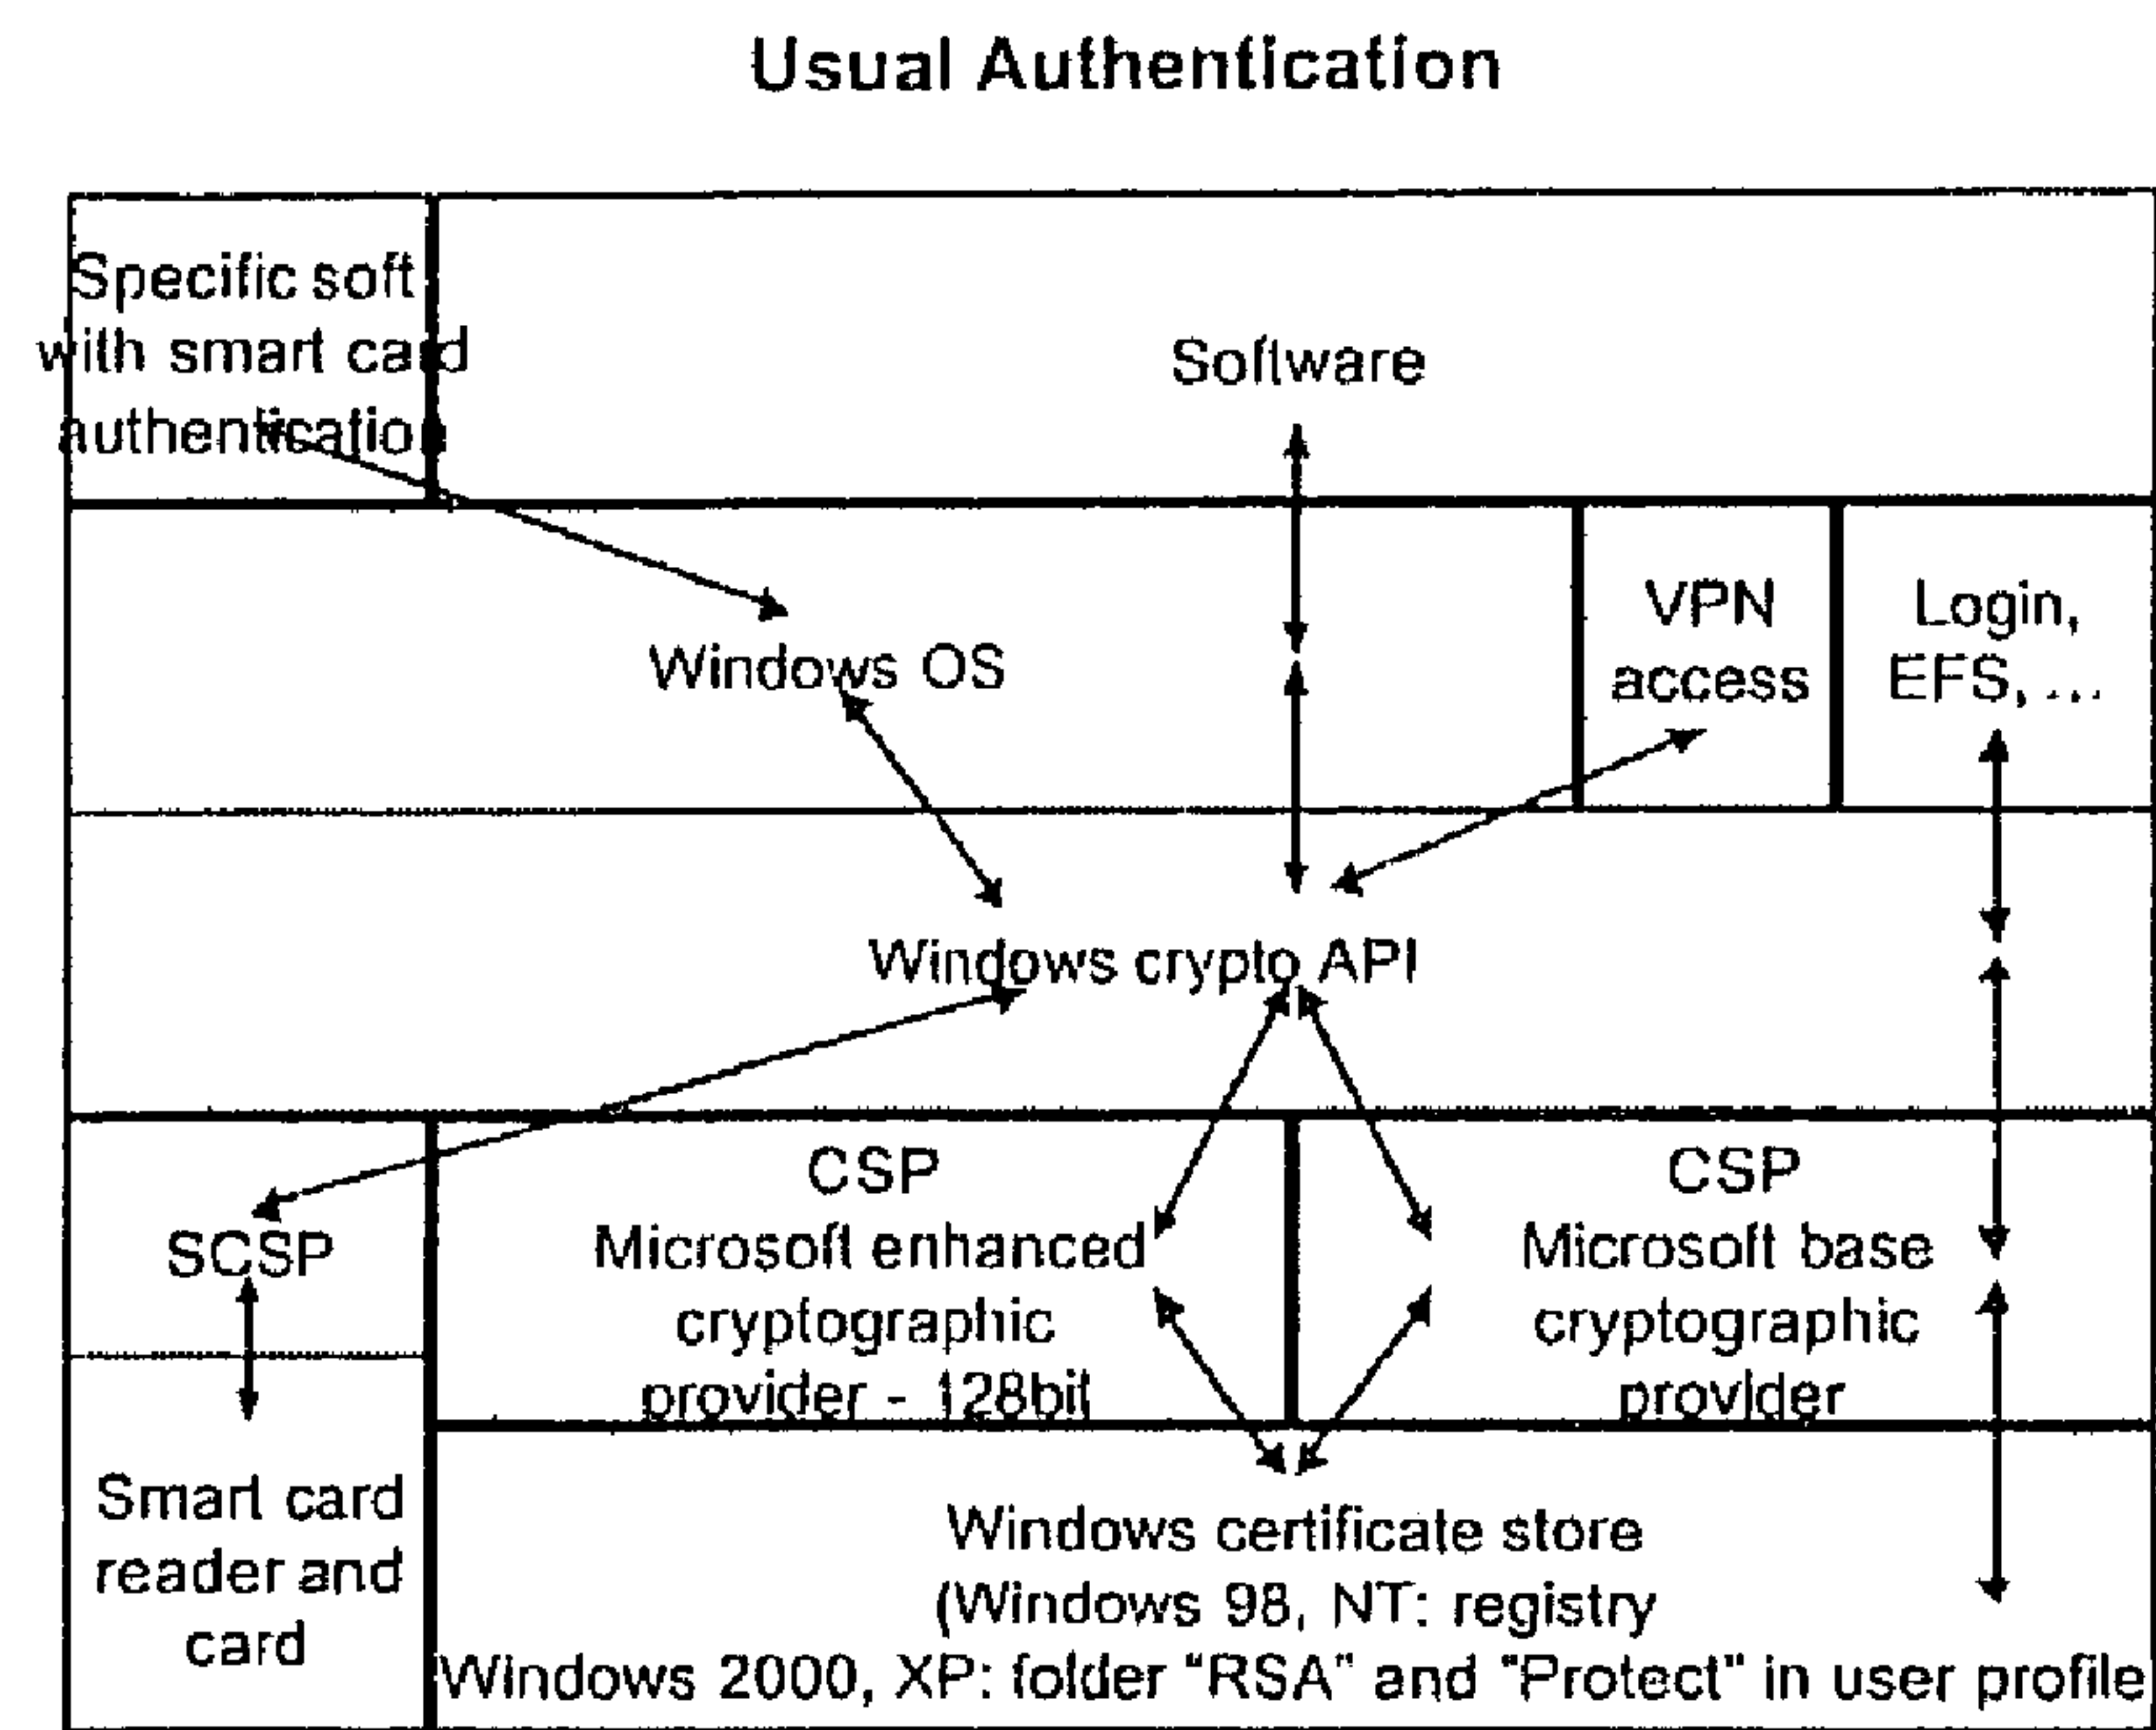 Usual Authentication
Specific soft
with smart card
authentication
Software
Windows OS
VPN
access
Login,
EFS, ...
Windows crypto API
SCSP
CSP
Microsoft enhanced
cryptographic
provider - 128bit
CSP
Microsoft base
cryptographic
provider
Smart card
reader and
card
Windows certificate store
(Windows 98, NT: registry
Windows 2000, XP: folder "RSA" and "Protect" in user profile